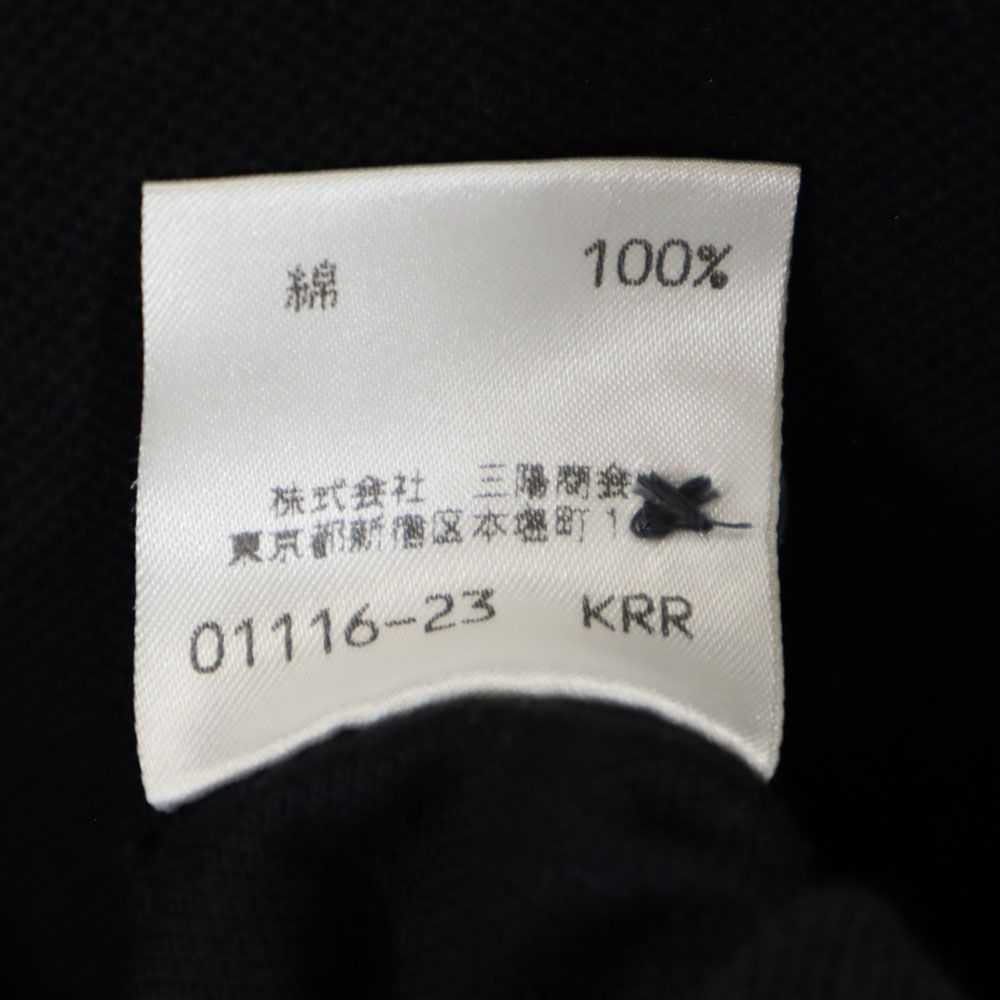 綿 100%
株式会社 三陽商会
東京都新宿区本塩町1
01116-23 KRR